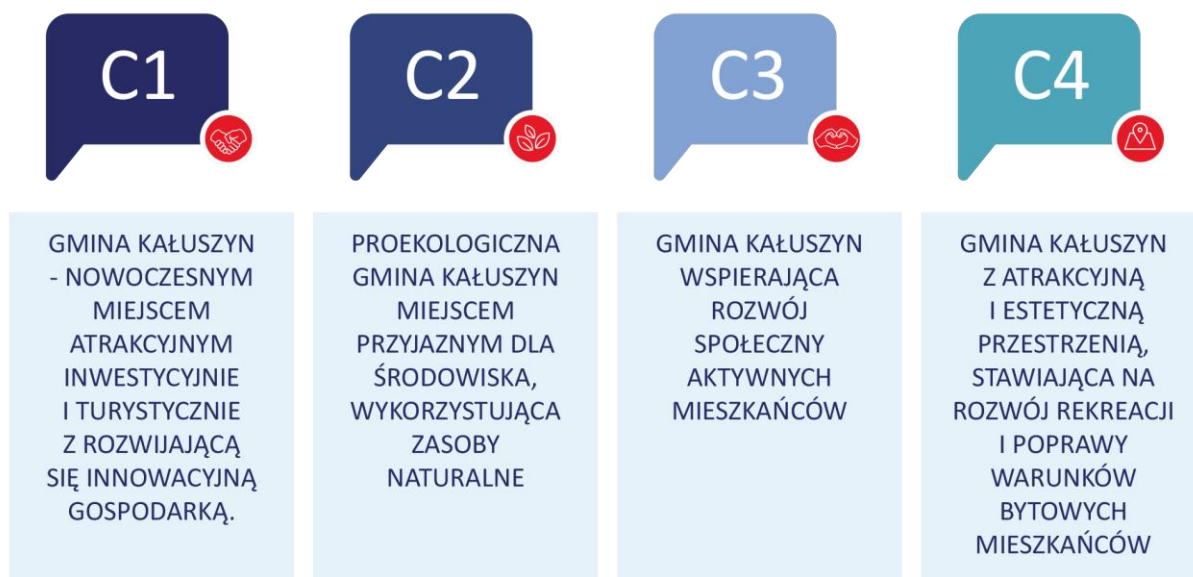 C1
GMINA KAŁUSZYN
- NOWOCZESNYM
MIEJSCEM
ATRAKCYJNYM
INWESTYCYJNIE
I TURYSTYCZNIE
Z ROZWIJAJĄCĄ
SIĘ INNOWACYJNĄ
GOSPODARKĄ.
C2
PROEKOLOGICZNA
GMINA KAŁUSZYN
MIEJSCEM
PRZYJAZNYM DLA
ŚRODOWISKA,
WYKORZYSTUJĄCA
ZASOBY
NATURALNE
C3
GMINA KAŁUSZYN
WSPIERAJĄCA
ROZWÓJ
SPOŁECZNY
AKTYWNYCH
MIESZKAŃCÓW
C4
GMINA KAŁUSZYN
Z ATRAKCYJNĄ
I ESTETYCZNĄ
PRZESTRZENIĄ,
STAWIAJĄCA NA
ROZWÓJ REKREACJI
I POPRAWY
WARUNKÓW
BYTOWYCH
MIESZKAŃCÓW